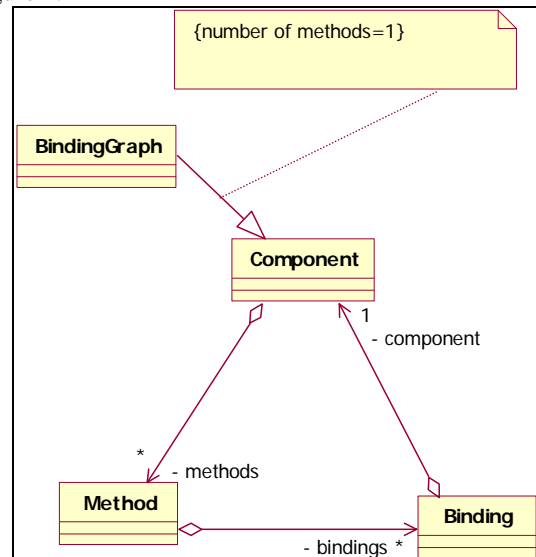 {number of methods=1}
BindingGraph
Component
1
- component
*
- methods
Method
Binding
- bindings *